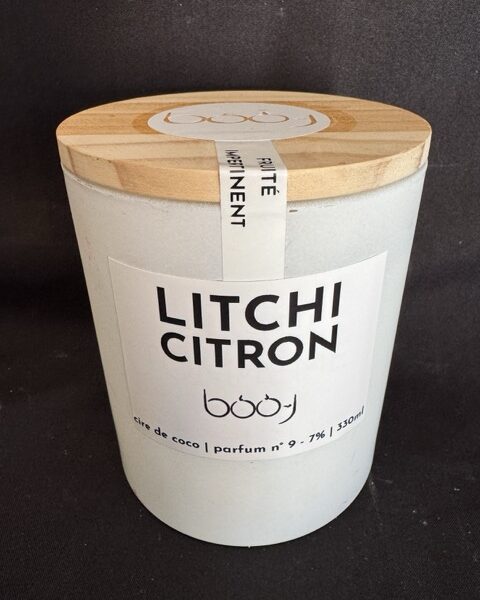 boo-j
FRUITÉ
IMPERTINENT
LITCHI
CITRON
boo-j
cire de coco | parfum n° 9 - 7% | 330ml